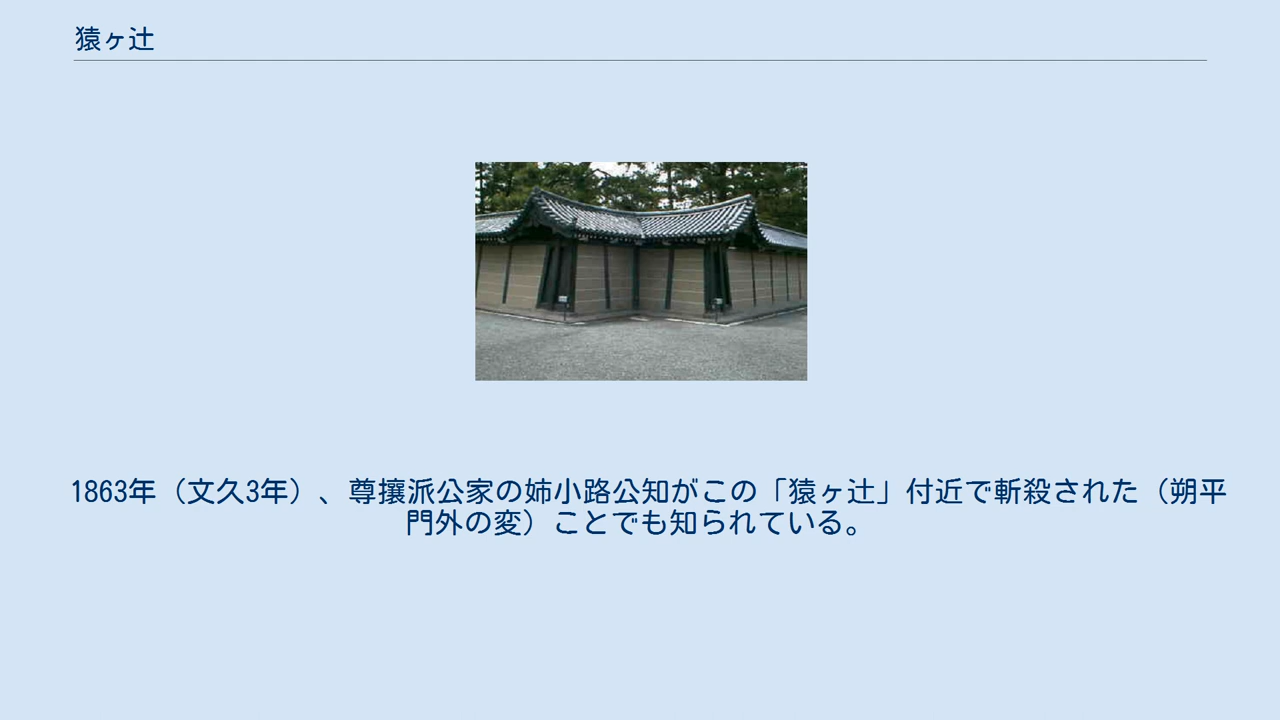 猿ヶ辻
1863年（文久3年）、尊攘派公家の姉小路公知がこの「猿ヶ辻」付近で斬殺された（朔平
門外の変）ことでも知られている。